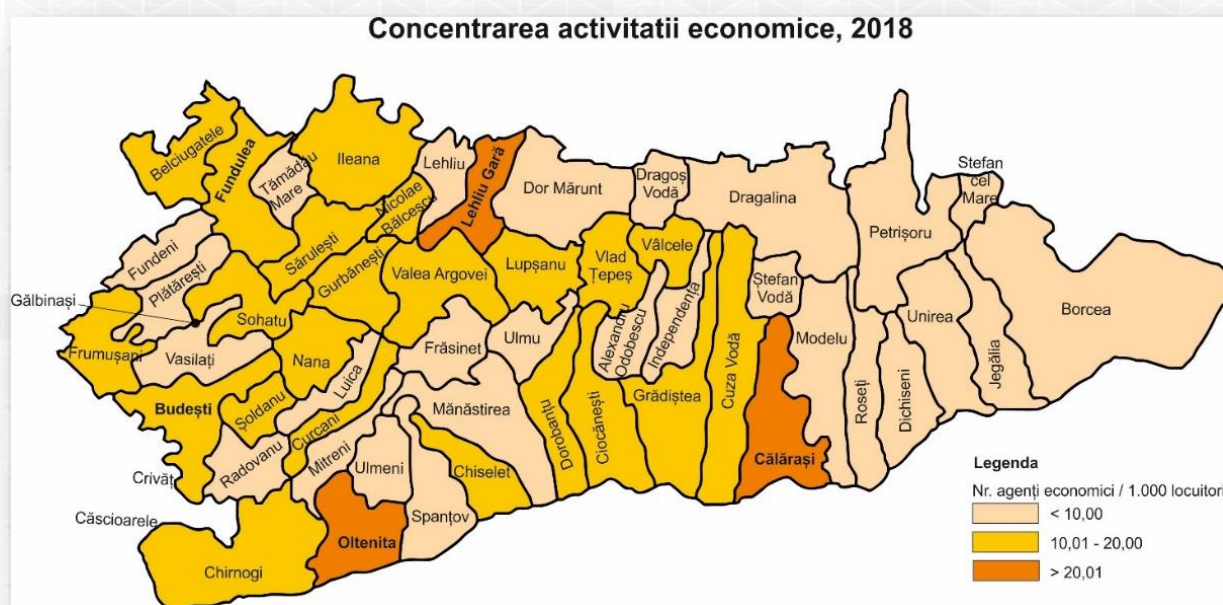 Concentrarea activitatii economice, 2018
Belciugatele
Fundulea
Tămădău
Mare
Ileana
Lehliu
Lehliu Gară
Dor Mărunt
Dragoș
Vodă
Dragalina
Stefan
cel
Mare
Petrișoru
Nicolae
Bălcescu
Fundeni
Sărulești
Plătărești
Gurbănești
Valea Argovei
Lupșanu
Vlad
Țepeș
Vâlcele
Ștefan
Vodă
Borcea
Gălbinași
Sohatu
Frumușani
Vasilați
Nana
Luica
Frăsinet
Ulmu
Alexandru
Odobescu
Independența
Cuza Vodă
Modelu
Unirea
Jegălia
Roseți
Dichiseni
Budești
Șoldanu
Curcani
Mânăstirea
Dorobanțu
Ciocănești
Grădiștea
Călărași
Crivăț
Radovanu
Mitreni
Ulmeni
Chiselet
Căscioarele
Spanțov
Oltenita
Chirnogi
Legenda
Nr. agenți economici / 1.000 locuitori
< 10,00
10,01 - 20,00
> 20,01